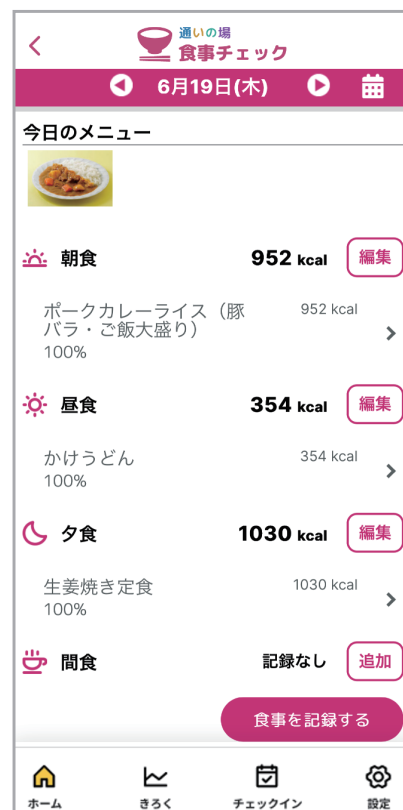 通いの場
食事チェック
6月19日(木)
今日のメニュー
朝食 952 kcal 編集
ポークカレーライス（豚 952 kcal
バラ・ご飯大盛り）
100%
昼食 354 kcal 編集
かけうどん 354 kcal
100%
夕食 1030 kcal 編集
生姜焼き定食 1030 kcal
100%
間食 記録なし 追加
食事を記録する
ホーム きろく チェックイン 設定